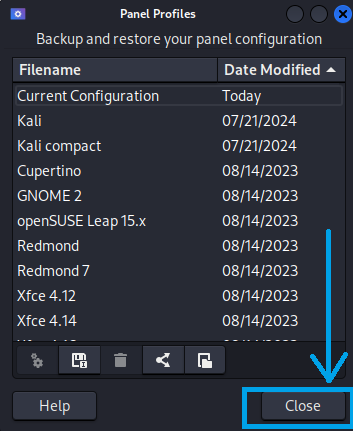 Panel Profiles
Backup and restore your panel configuration
Filename Date Modified
Current Configuration Today
Kali 07/21/2024
Kali compact 07/21/2024
Cupertino 08/14/2023
GNOME 2 08/14/2023
openSUSE Leap 15.x 08/14/2023
Redmond 08/14/2023
Redmond 7 08/14/2023
Xfce 4.12 08/14/2023
Xfce 4.14 08/14/2023
Help Close